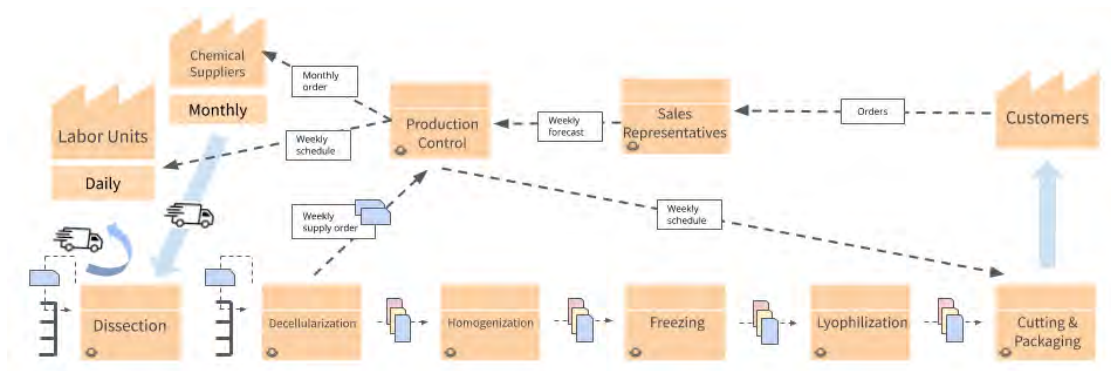 Chemical
Suppliers
Monthly
Labor Units
Daily
Monthly
order
Weekly
schedule
Production
Control
Weekly
forecast
Sales
Representatives
Orders
Customers
Weekly
supply order
Weekly
schedule
Dissection
Decellularization
Homogenization
Freezing
Lyophilization
Cutting &
Packaging